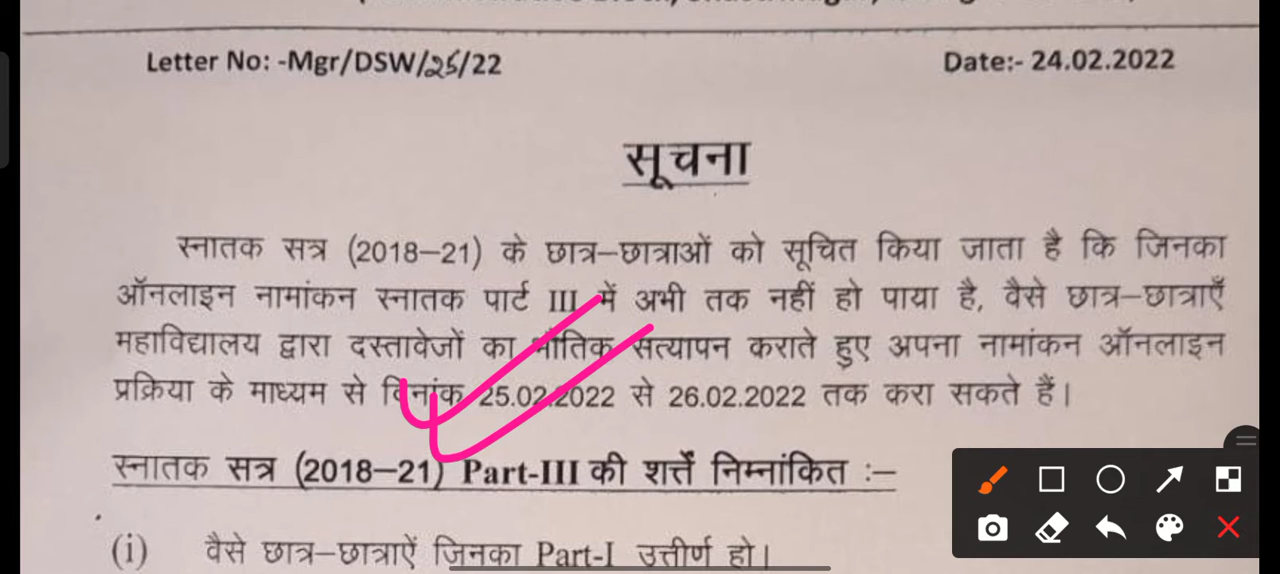 Letter No: -Mgr/DSW/25/22
Date:- 24.02.2022
सूचना
स्नातक सत्र (2018–21) के छात्र–छात्राओं को सूचित किया जाता है कि जिनका
ऑनलाइन नामांकन स्नातक पार्ट III में अभी तक नहीं हो पाया है, वैसे छात्र–छात्राएँ
महाविद्यालय द्वारा दस्तावेजों का भौतिक सत्यापन कराते हुए अपना नामांकन ऑनलाइन
प्रक्रिया के माध्यम से दिनांक 25.02.2022 से 26.02.2022 तक करा सकते हैं।
स्नातक सत्र (2018–21) Part-III की शर्त्तें निम्नांकित :–
(i) वैसे छात्र–छात्राऐं जिनका Part-I उत्तीर्ण हो।